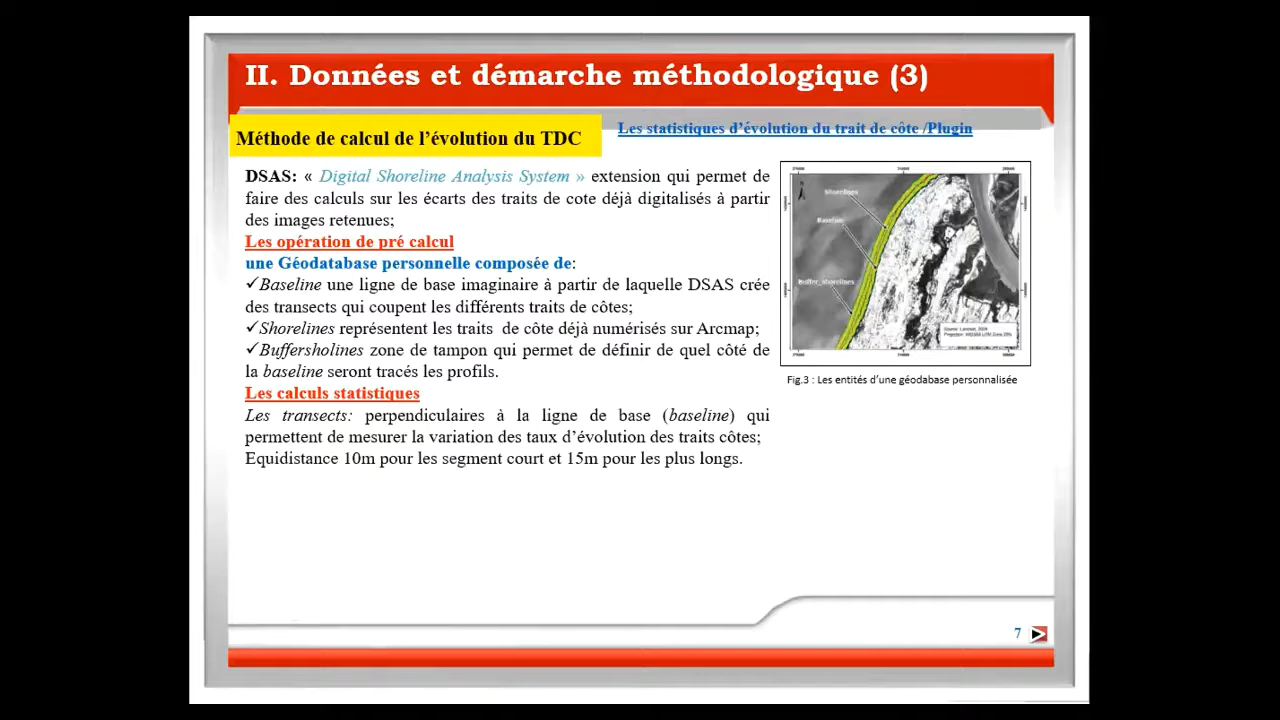 II. Données et démarche méthodologique (3)
Méthode de calcul de l'évolution du TDC
Les statistiques d'évolution du trait de côte /Plugin
DSAS: « Digital Shoreline Analysis System » extension qui permet de
faire des calculs sur les écarts des traits de cote déjà digitalisés à partir
des images retenues;
Les opération de pré calcul
une Géodatabase personnelle composée de:
✓Baseline une ligne de base imaginaire à partir de laquelle DSAS crée
des transects qui coupent les différents traits de côtes;
✓Shorelines représentent les traits de côte déjà numérisés sur Arcmap;
✓Buffersholines zone de tampon qui permet de définir de quel côté de
la baseline seront tracés les profils.
Les calculs statistiques
Les transects: perpendiculaires à la ligne de base (baseline) qui
permettent de mesurer la variation des taux d'évolution des traits côtes;
Equidistance 10m pour les segment court et 15m pour les plus longs.
Shorelines
Baseline
Buffer_shorelines
Fig.3 : Les entités d'une géodabase personnalisée
7